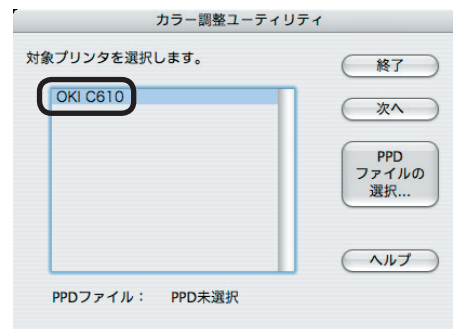 カラー調整ユーティリティ
対象プリンタを選択します。
終了
OKI C610
次へ
PPD
ファイルの
選択...
ヘルプ
PPDファイル： PPD未選択